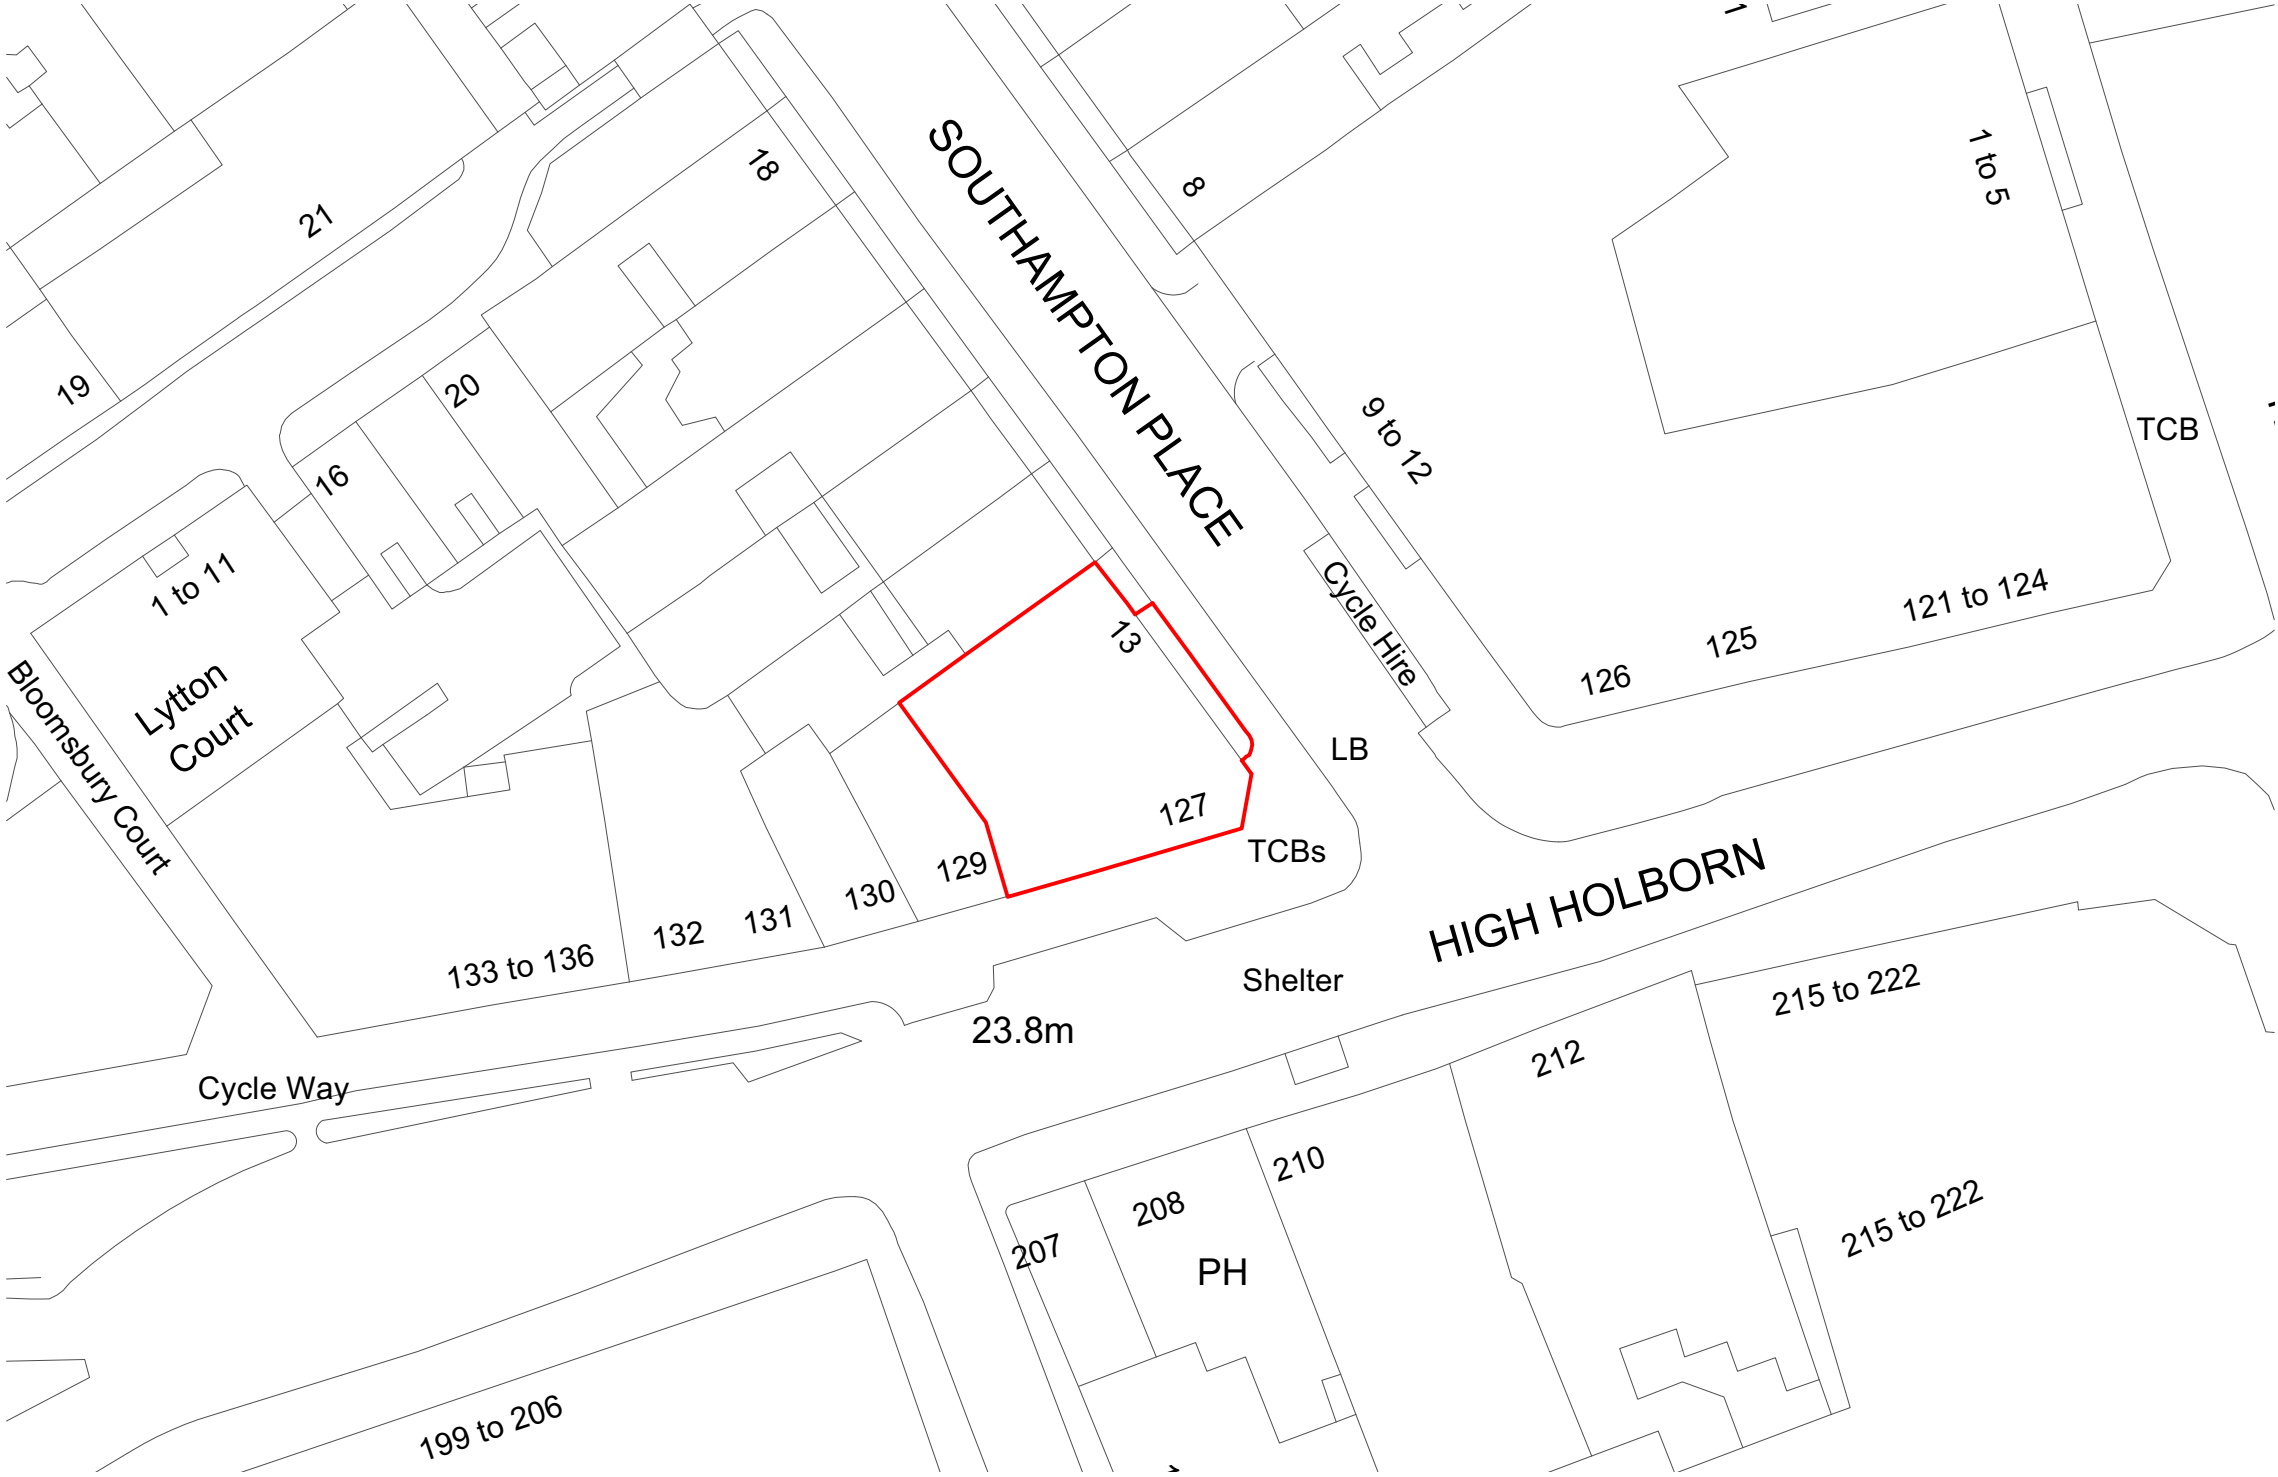 18
SOUTHAMPTON PLACE
8
1 to 5
21
19
20
16
9 to 12
TCB
1 to 11
Cycle Hire
121 to 124
125
126
13
Lytton
Court
Bloomsbury Court
LB
127
TCBs
129
130
131
132
133 to 136
HIGH HOLBORN
Shelter
215 to 222
23.8m
212
Cycle Way
210
208
207
PH
215 to 222
199 to 206